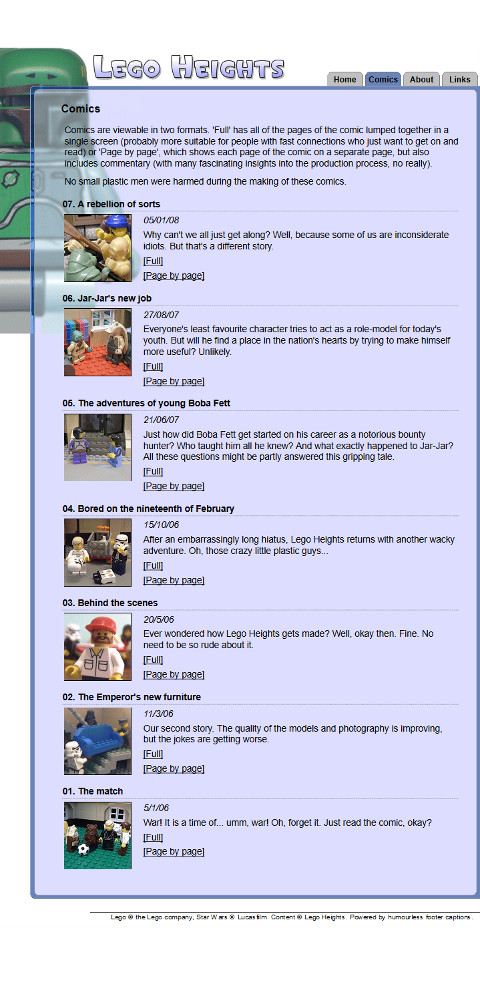 Lego Heights
Home Comics About Links
Comics
Comics are viewable in two formats. 'Full' has all of the pages of the comic lumped together in a
single screen (probably more suitable for people with fast connections who just want to get on and
read) or 'Page by page', which shows each page of the comic on a separate page, but also
includes commentary (with many fascinating insights into the production process, no really).
No small plastic men were harmed during the making of these comics.
07. A rebellion of sorts
05/01/08
Why can't we all just get along? Well, because some of us are inconsiderate
idiots. But that's a different story.
[Full]
[Page by page]
06. Jar-Jar's new job
27/08/07
Everyone's least favourite character tries to act as a role-model for today's
youth. But will he find a place in the nation's hearts by trying to make himself
more useful? Unlikely.
[Full]
[Page by page]
05. The adventures of young Boba Fett
21/06/07
Just how did Boba Fett get started on his career as a notorious bounty
hunter? Who taught him all he knew? And what exactly happened to Jar-Jar?
All these questions might be partly answered this gripping tale.
[Full]
[Page by page]
04. Bored on the nineteenth of February
15/10/06
After an embarrassingly long hiatus, Lego Heights returns with another wacky
adventure. Oh, those crazy little plastic guys...
[Full]
[Page by page]
03. Behind the scenes
20/5/06
Ever wondered how Lego Heights gets made? Well, okay then. Fine. No
need to be so rude about it.
[Full]
[Page by page]
02. The Emperor's new furniture
11/3/06
Our second story. The quality of the models and photography is improving,
but the jokes are getting worse.
[Full]
[Page by page]
01. The match
5/1/06
War! It is a time of... umm, war! Oh, forget it. Just read the comic, okay?
[Full]
[Page by page]
Lego ® the Lego company, Star Wars ® Lucasfilm. Content ® Lego Heights. Powered by humourless footer captions.